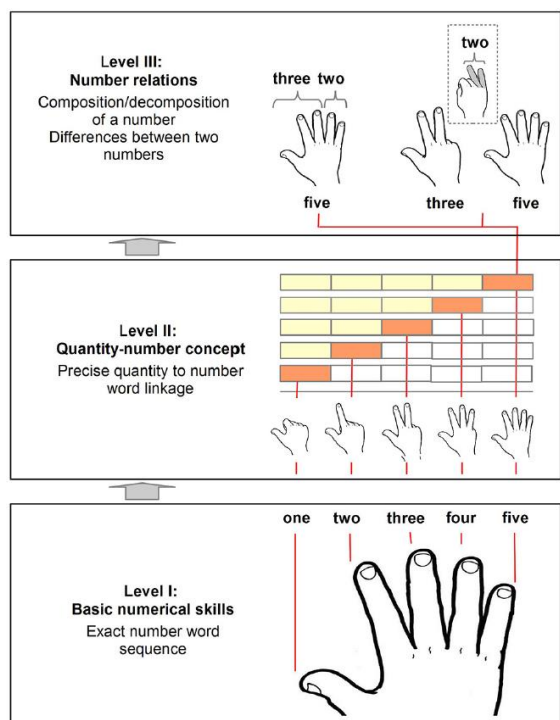 Level III:
Number relations
Composition/decomposition
of a number
Differences between two
numbers
two
three two
five
three
five
Level II:
Quantity-number concept
Precise quantity to number
word linkage
one two three four five
Level I:
Basic numerical skills
Exact number word
sequence